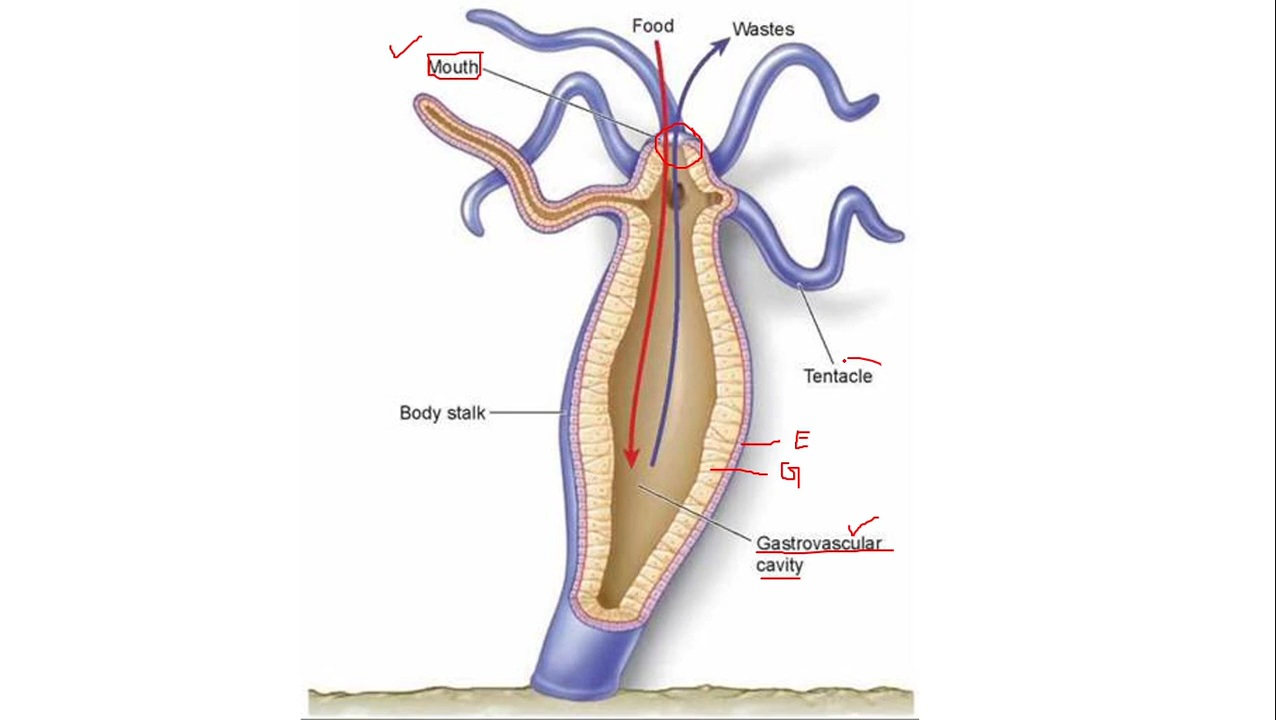 Food
Wastes
Mouth
Tentacle
Body stalk
E
G
Gastrovascular
cavity